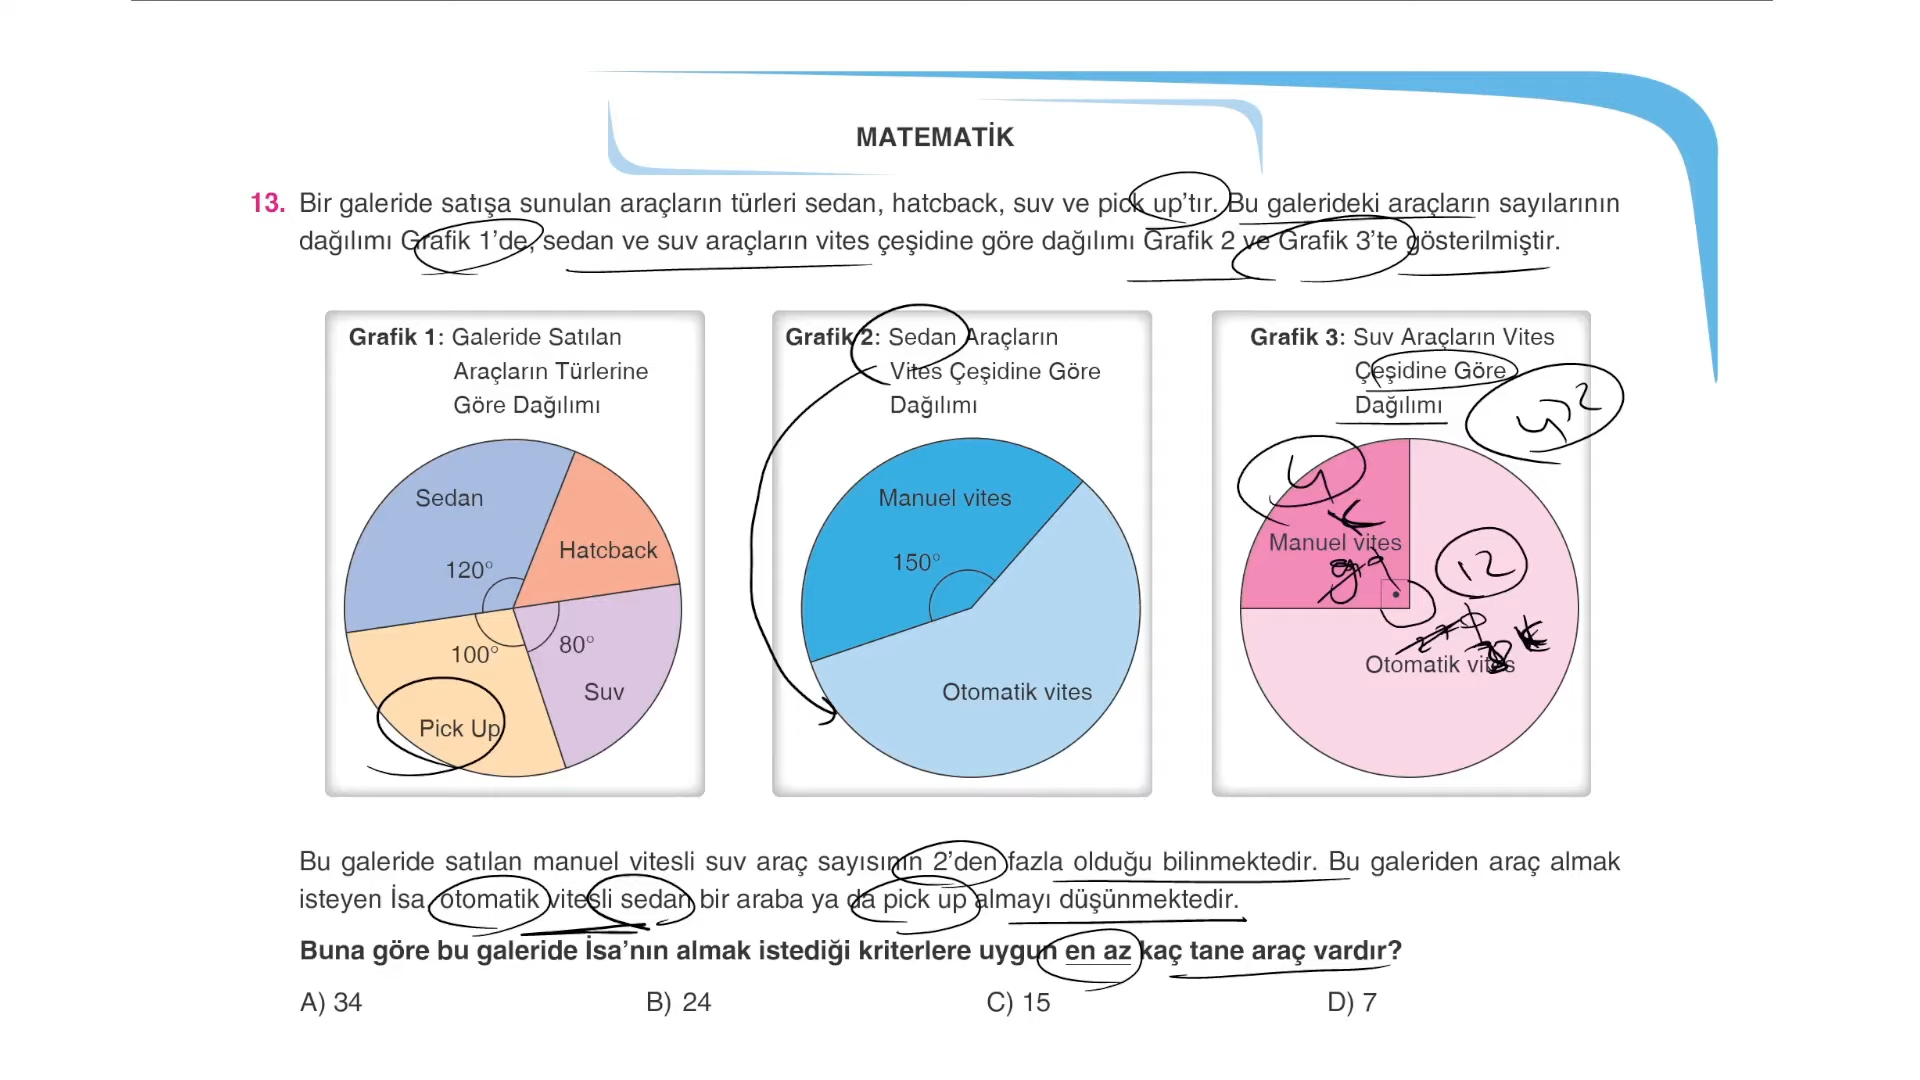 MATEMATİK
13. Bir galeride satışa sunulan araçların türleri sedan, hatcback, suv ve pick up'tır. Bu galerideki araçların sayılarının
dağılımı Grafik 1'de, sedan ve suv araçların vites çeşidine göre dağılımı Grafik 2 ve Grafik 3'te gösterilmiştir.
Grafik 1: Galeride Satılan
Araçların Türlerine
Göre Dağılımı
Sedan
Hatcback
120°
100°
80°
Suv
Pick Up
Grafik 2: Sedan Araçların
Vites Çeşidine Göre
Dağılımı
Manuel vites
150°
Otomatik vites
Grafik 3: Suv Araçların Vites
Çeşidine Göre
Dağılımı
y>2
y
K
Manuel vites
12
Otomatik vites
Bu galeride satılan manuel vitesli suv araç sayısının 2'den fazla olduğu bilinmektedir. Bu galeriden araç almak
isteyen İsa, otomatik vitesli sedan bir araba ya da pick up almayı düşünmektedir.
Buna göre bu galeride İsa'nın almak istediği kriterlere uygun en az kaç tane araç vardır?
A) 34
B) 24
C) 15
D) 7